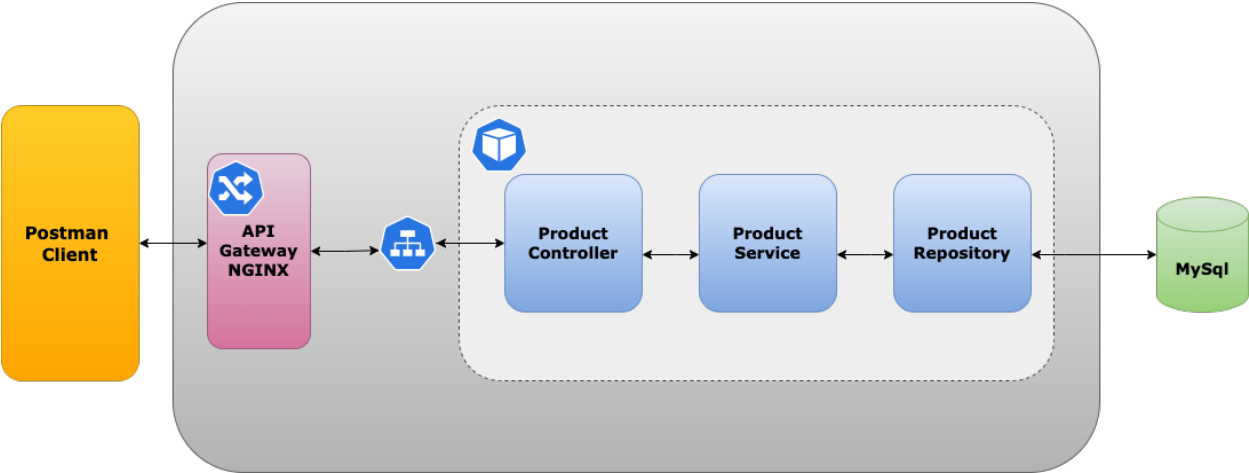 Postman
Client
API
Gateway
NGINX
Product
Controller
Product
Service
Product
Repository
MySql